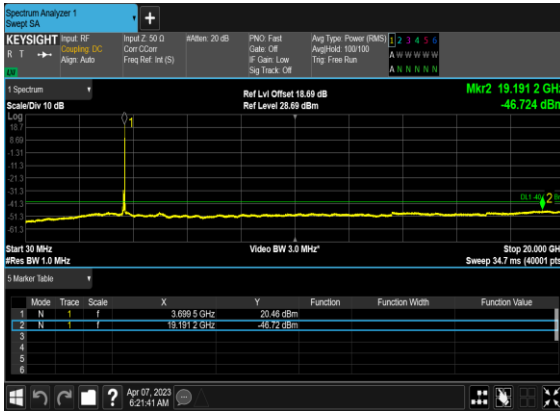 Spectrum Analyzer 1
Swept SA
+
KEYSIGHT
R T
Input: RF
Coupling: DC
Align: Auto
Input Z: 50 Ω
Corr CCorr
Freq Ref: Int (S)
#Atten: 20 dB
PNO: Fast
Gate: Off
IF Gain: Low
Sig Track: Off
Avg Type: Power (RMS)
Avg|Hold: 100/100
Trig: Free Run
1 2 3 4 5 6
A W W W W W
A N N N N N
1 Spectrum
Scale/Div 10 dB
Ref Lvl Offset 18.69 dB
Ref Level 28.69 dBm
Mkr2 19.191 2 GHz
-46.724 dBm
Log
18.7
8.69
-1.31
-11.3
-21.3
-31.3
-41.3
-51.3
-61.3
1
2
Start 30 MHz
#Res BW 1.0 MHz
Video BW 3.0 MHz*
Stop 20.000 GH
Sweep 34.7 ms (40001 pts
5 Marker Table
Mode Trace Scale X Y Function Function Width Function Value
1 N 1 f 3.699 5 GHz 20.46 dBm
2 N 1 f 19.191 2 GHz -46.72 dBm
3
4
5
6
?
Apr 07, 2023
6:21:41 AM